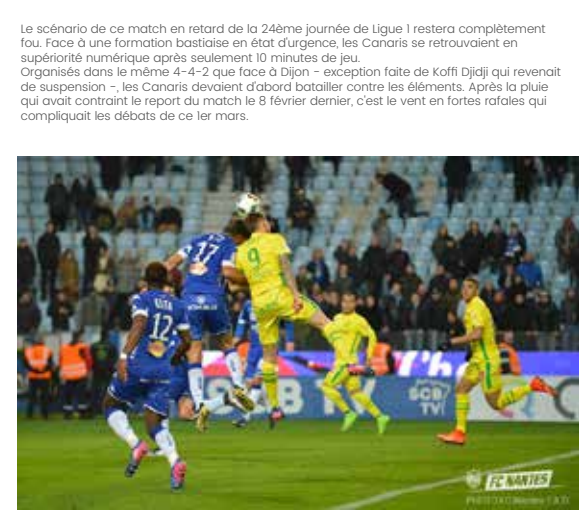 Le scénario de ce match en retard de la 24ème journée de Ligue 1 restera complètement
fou. Face à une formation bastiaise en état d'urgence, les Canaris se retrouvaient en
supériorité numérique après seulement 10 minutes de jeu.
Organisés dans le même 4-4-2 que face à Dijon - exception faite de Koffi Djidji qui revenait
de suspension -, les Canaris devaient d'abord batailler contre les éléments. Après la pluie
qui avait contraint le report du match le 8 février dernier, c'est le vent en fortes rafales qui
compliquait les débats de ce 1er mars.
17
9
12
SCB TV
SCB
TV
FC NANTES